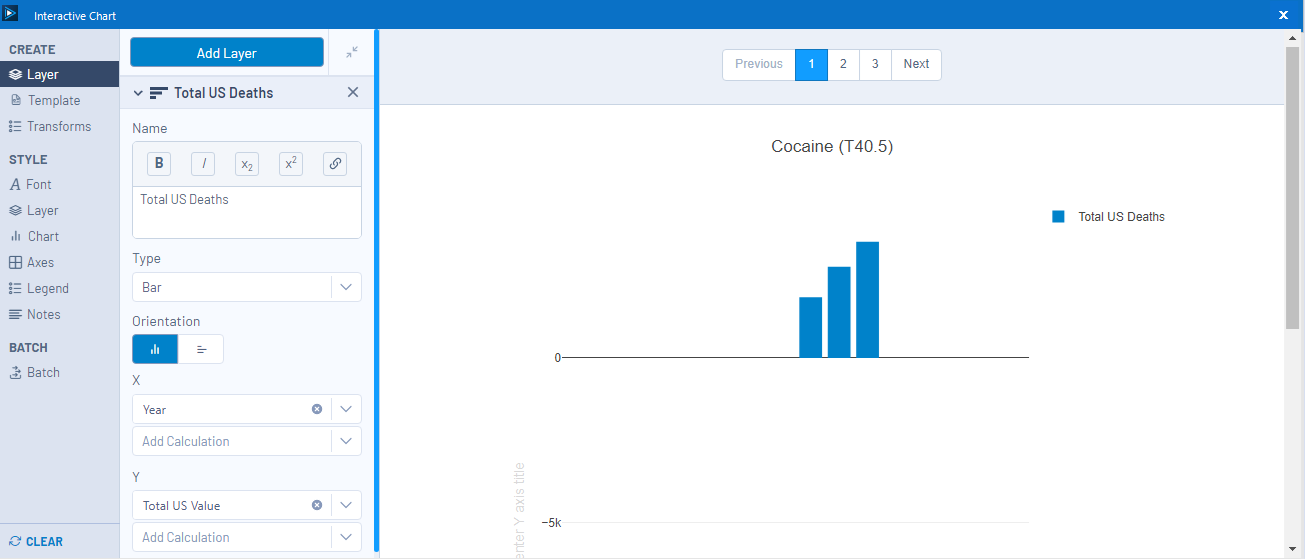 Interactive Chart
CREATE
Layer
Template
Transforms
STYLE
Font
Layer
Chart
Axes
Legend
Notes
BATCH
Batch
CLEAR
Add Layer
Total US Deaths
Name
B I x2 x2
Total US Deaths
Type
Bar
Orientation
X
Year
Add Calculation
Y
Total US Value
Add Calculation
Previous 1 2 3 Next
Cocaine (T40.5)
Total US Deaths
0
−5k
enter Y axis title